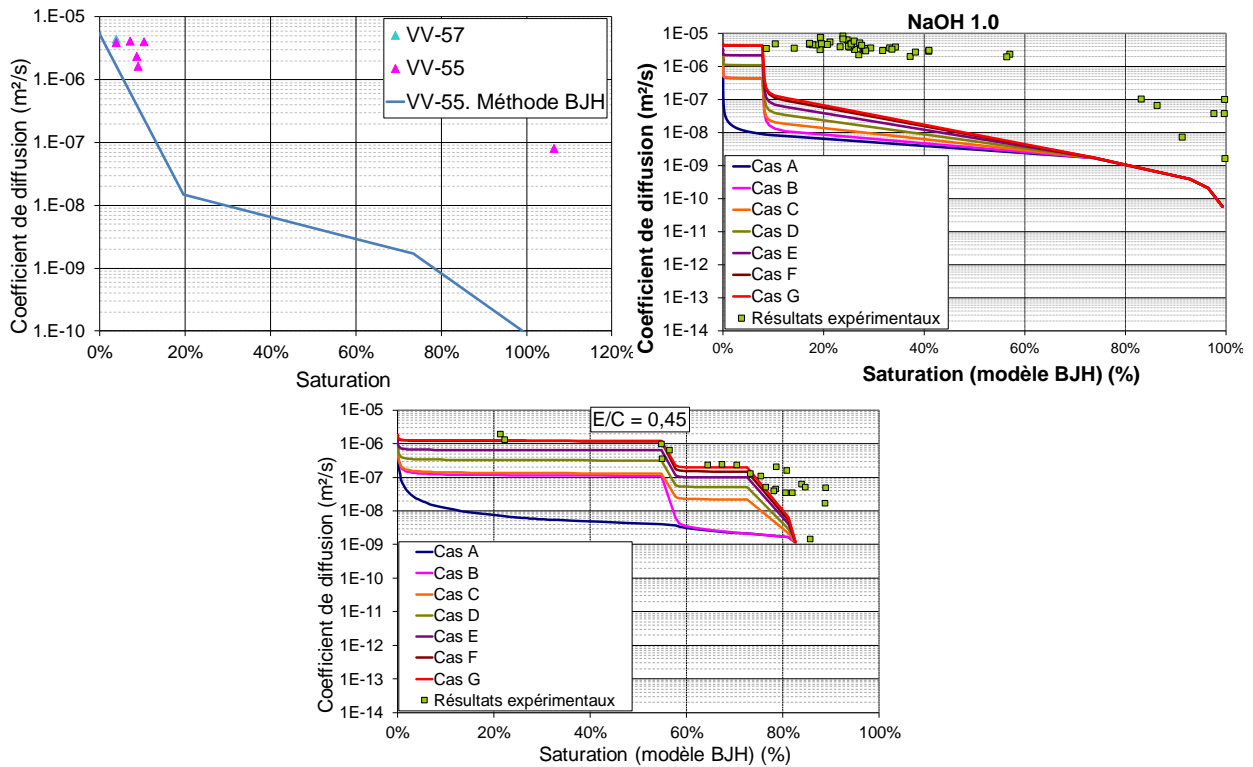 1.E-05
1.E-06
1.E-07
1.E-08
1.E-09
1.E-10
Coefficient de diffusion (m²/s)
VV-57
VV-55
VV-55. Méthode BJH
0% 20% 40% 60% 80% 100% 120%
Saturation
NaOH 1.0
1E-05
1E-06
1E-07
1E-08
1E-09
1E-10
1E-11
1E-12
1E-13
1E-14
Coefficient de diffusion (m²/s)
Cas A
Cas B
Cas C
Cas D
Cas E
Cas F
Cas G
Résultats expérimentaux
0% 20% 40% 60% 80% 100%
Saturation (modèle BJH) (%)
E/C = 0,45
1E-05
1E-06
1E-07
1E-08
1E-09
1E-10
1E-11
1E-12
1E-13
1E-14
Coefficient de diffusion (m²/s)
Cas A
Cas B
Cas C
Cas D
Cas E
Cas F
Cas G
Résultats expérimentaux
0% 20% 40% 60% 80% 100%
Saturation (modèle BJH) (%)